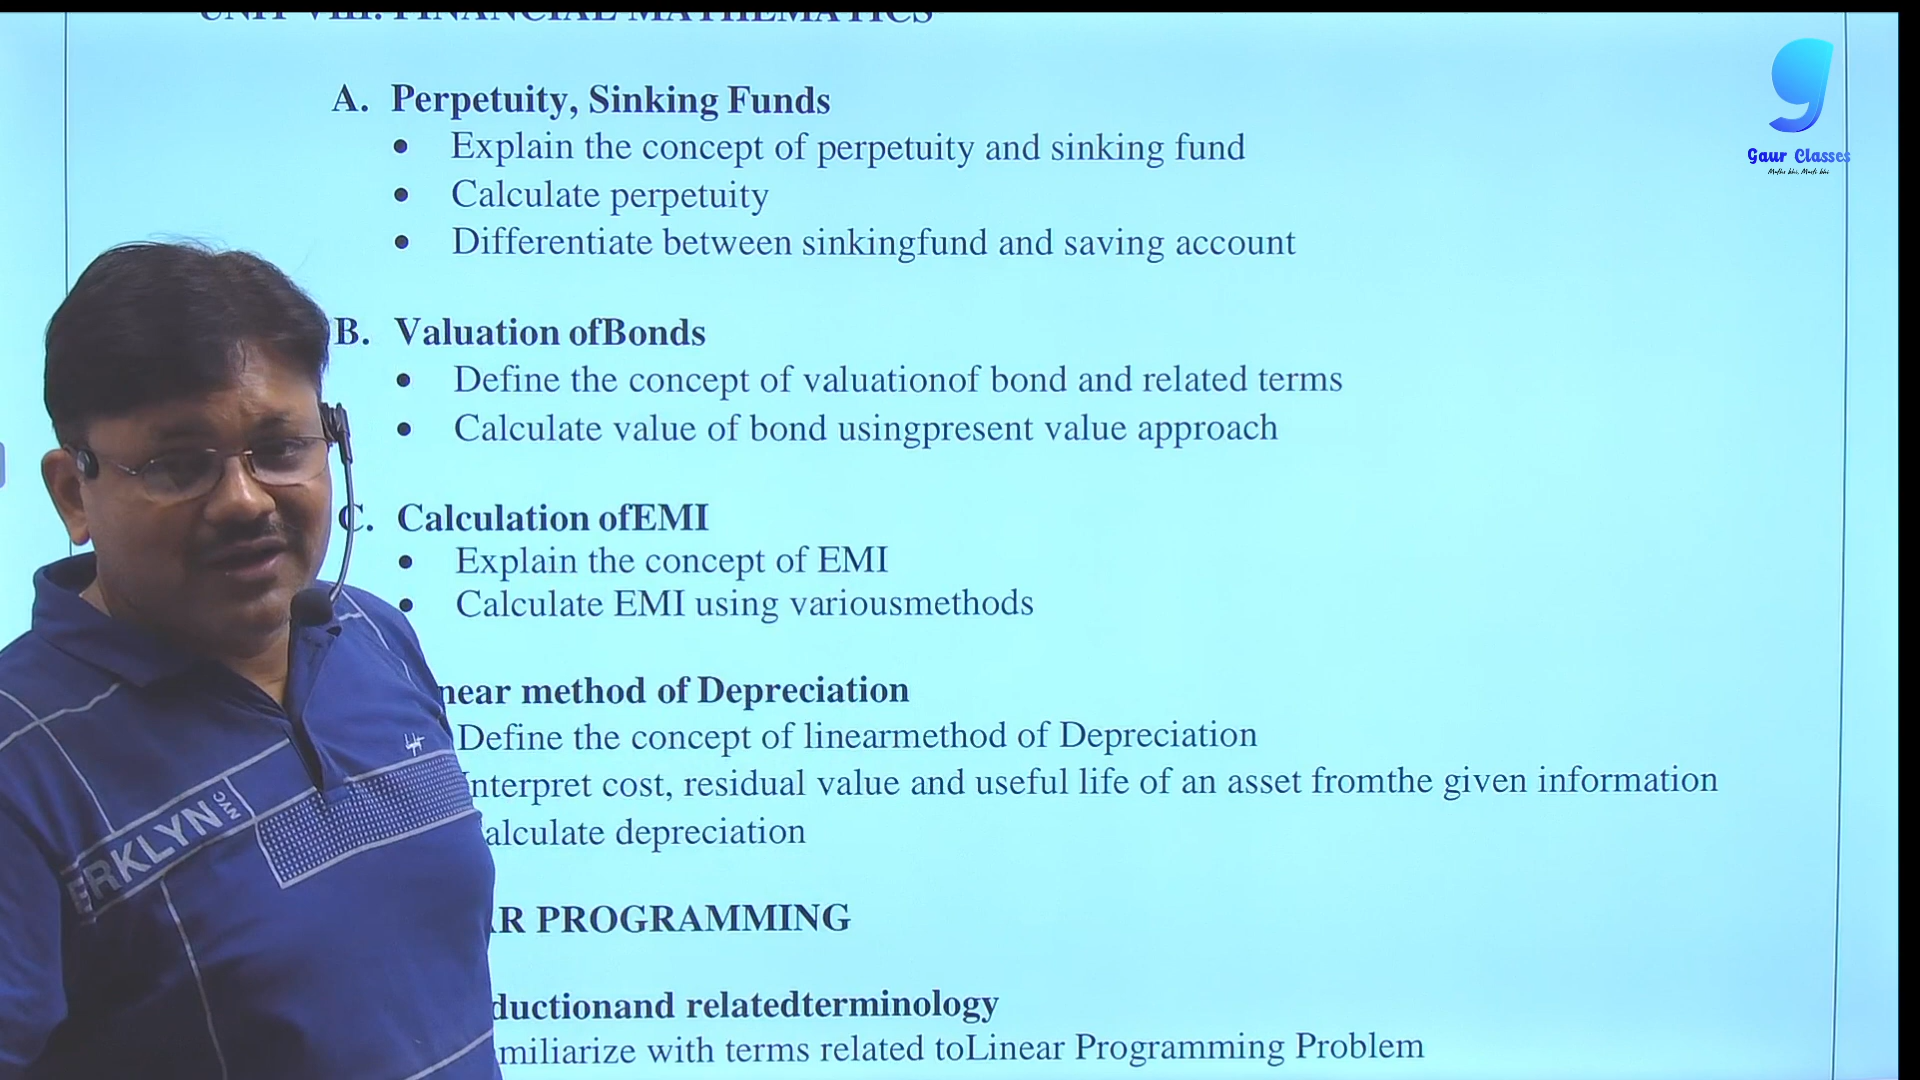 UNIT VIII: FINANCIAL MATHEMATICS
A. Perpetuity, Sinking Funds
• Explain the concept of perpetuity and sinking fund
• Calculate perpetuity
• Differentiate between sinkingfund and saving account
B. Valuation ofBonds
• Define the concept of valuationof bond and related terms
• Calculate value of bond usingpresent value approach
C. Calculation ofEMI
• Explain the concept of EMI
• Calculate EMI using variousmethods
near method of Depreciation
Define the concept of linearmethod of Depreciation
nterpret cost, residual value and useful life of an asset fromthe given information
alculate depreciation
R PROGRAMMING
ductionand relatedterminology
miliarize with terms related toLinear Programming Problem
Gaur Classes
ERKLYN
NYC